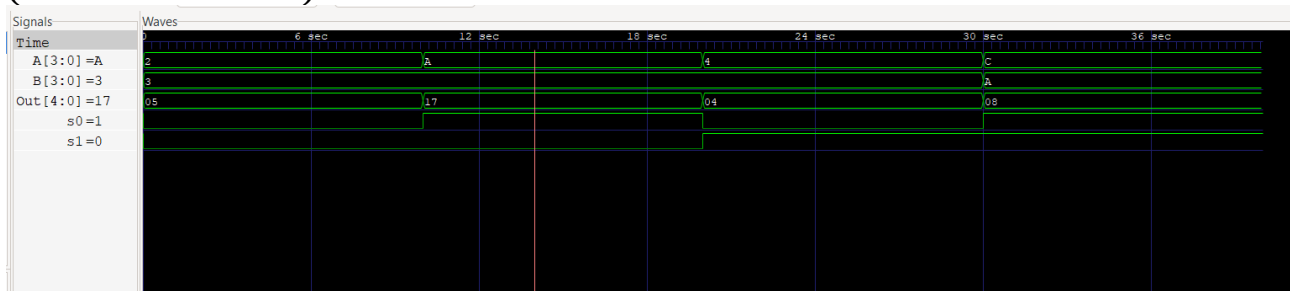 Signals Waves
Time 0 6 sec 12 sec 18 sec 24 sec 30 sec 36 sec
A[3:0] =A 2 A 4 C
B[3:0] =3 3 A
Out[4:0] =17 05 17 04 08
s0=1
s1=0